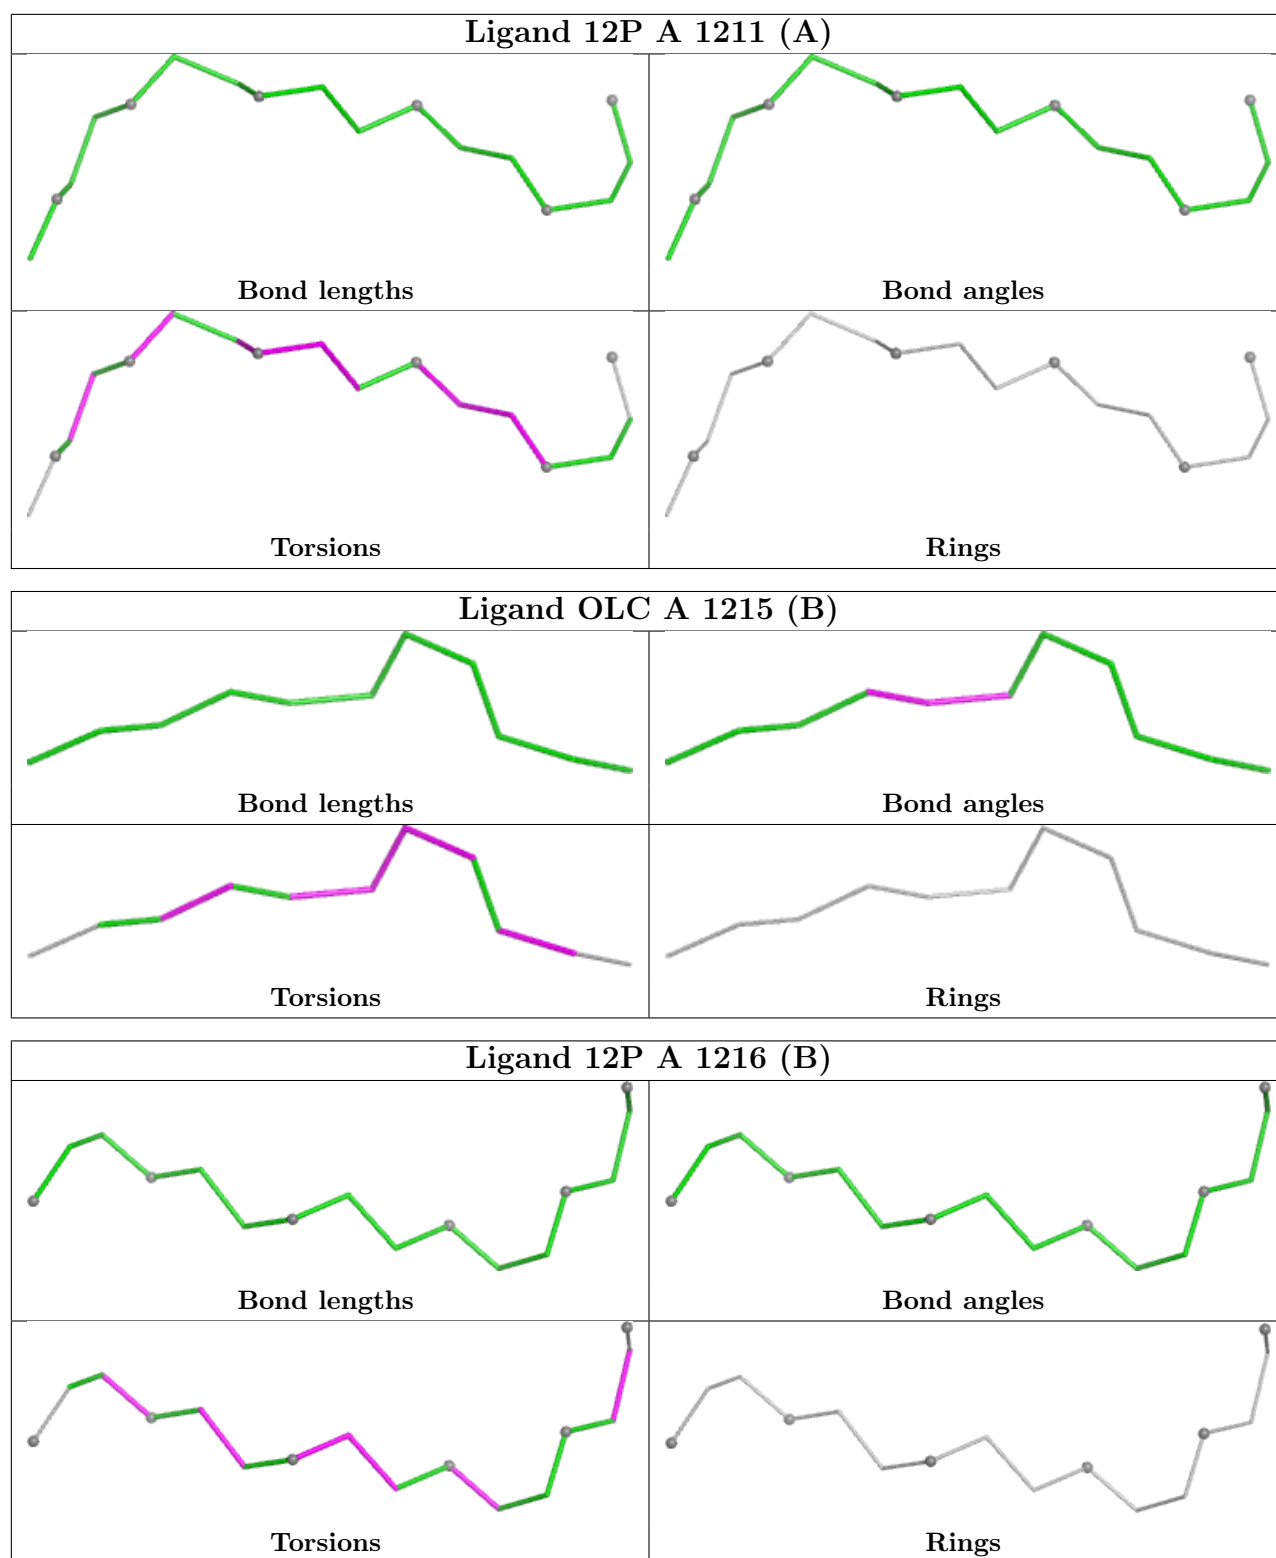 Ligand 12P A 1211 (A)
Bond lengths
Bond angles
Torsions
Rings
Ligand OLC A 1215 (B)
Bond lengths
Bond angles
Torsions
Rings
Ligand 12P A 1216 (B)
Bond lengths
Bond angles
Torsions
Rings